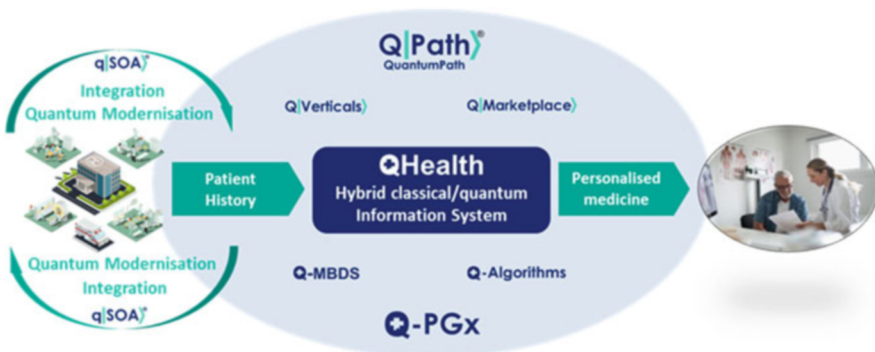 Q|Path⟩®
QuantumPath
q|SOA⟩®
Integration
Quantum Modernisation
Q|Verticals⟩
Q|Marketplace⟩
Patient
History
QHealth
Hybrid classical/quantum
Information System
Personalised
medicine
Quantum Modernisation
Integration
q|SOA⟩®
Q-MBDS
Q-Algorithms
Q-PGx